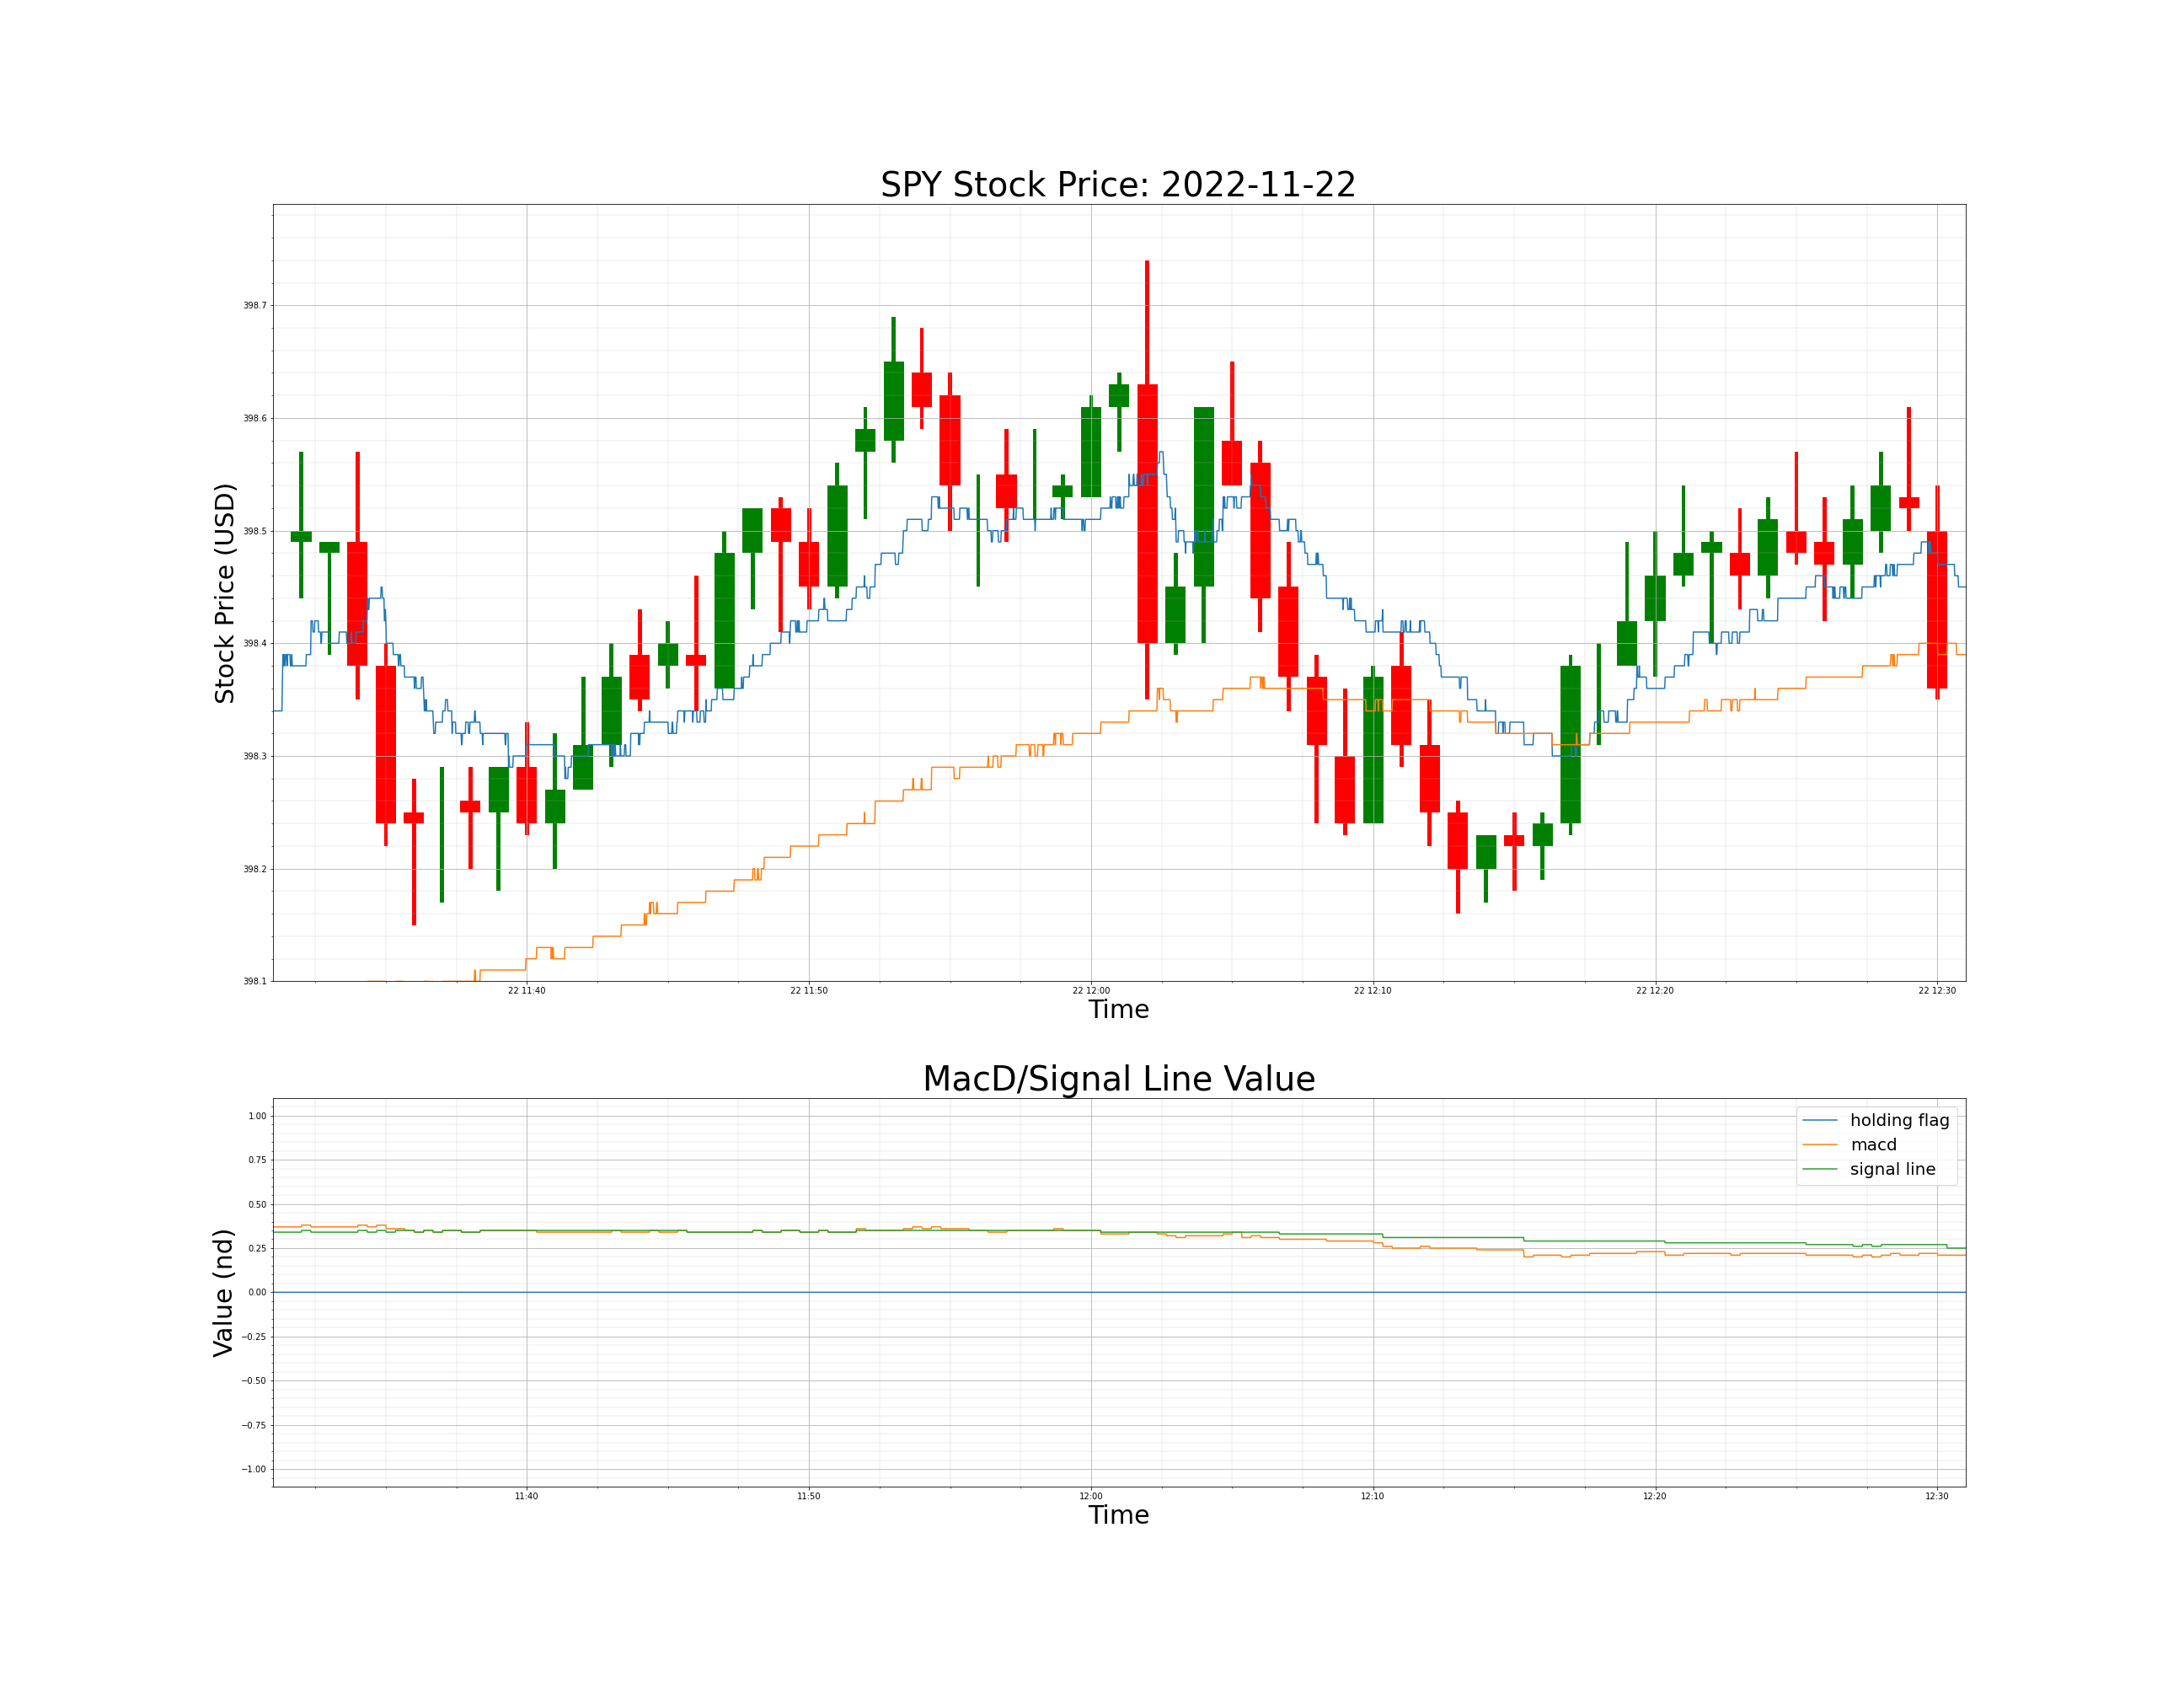 SPY Stock Price: 2022-11-22
Stock Price (USD)
398.7
398.6
398.5
398.4
398.3
398.2
398.1
22 11:40 22 11:50 22 12:00 22 12:10 22 12:20 22 12:30
Time
MacD/Signal Line Value
Value (nd)
1.00
0.75
0.50
0.25
0.00
−0.25
−0.50
−0.75
−1.00
holding flag
macd
signal line
11:40 11:50 12:00 12:10 12:20 12:30
Time